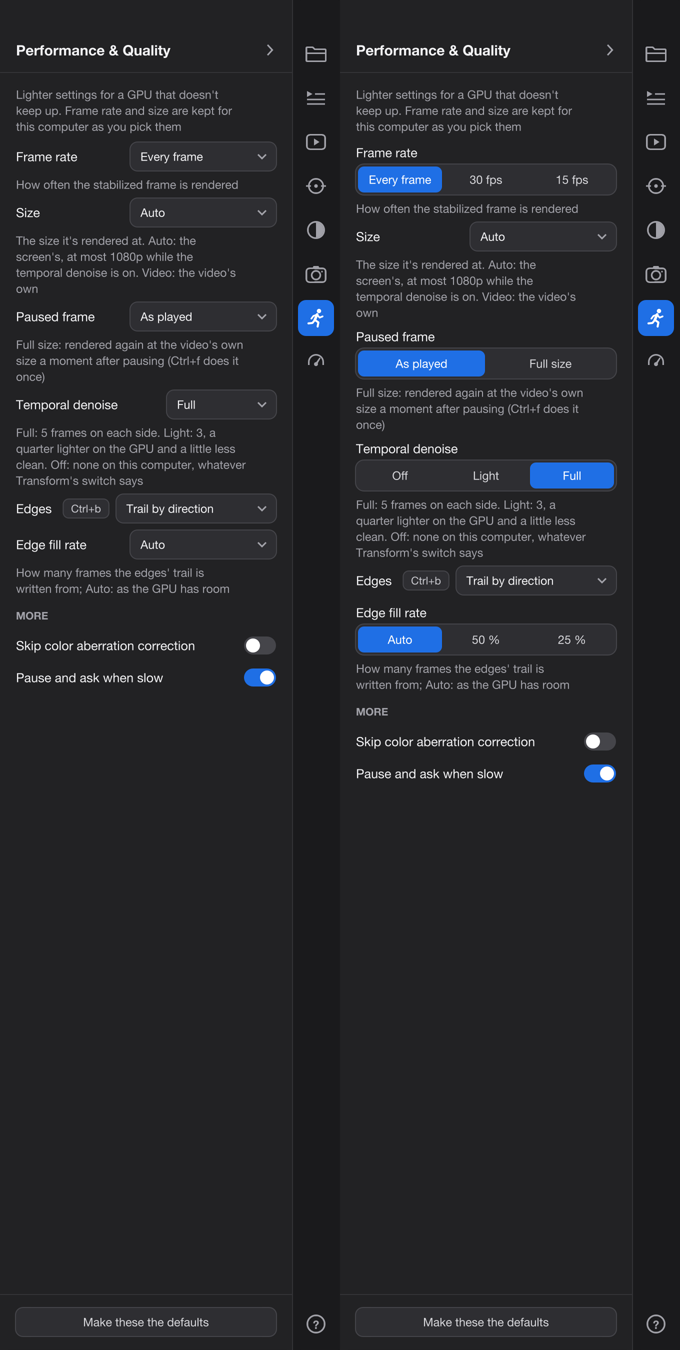 Performance & Quality
Lighter settings for a GPU that doesn't
keep up. Frame rate and size are kept for
this computer as you pick them
Frame rate
Every frame
How often the stabilized frame is rendered
Size
Auto
The size it's rendered at. Auto: the
screen's, at most 1080p while the
temporal denoise is on. Video: the video's
own
Paused frame
As played
Full size: rendered again at the video's own
size a moment after pausing (Ctrl+f does it
once)
Temporal denoise
Full
Full: 5 frames on each side. Light: 3, a
quarter lighter on the GPU and a little less
clean. Off: none on this computer, whatever
Transform's switch says
Edges
Ctrl+b
Trail by direction
Edge fill rate
Auto
How many frames the edges' trail is
written from; Auto: as the GPU has room
MORE
Skip color aberration correction
Pause and ask when slow
Make these the defaults
Performance & Quality
Lighter settings for a GPU that doesn't
keep up. Frame rate and size are kept for
this computer as you pick them
Frame rate
Every frame
30 fps
15 fps
How often the stabilized frame is rendered
Size
Auto
The size it's rendered at. Auto: the
screen's, at most 1080p while the
temporal denoise is on. Video: the video's
own
Paused frame
As played
Full size
Full size: rendered again at the video's own
size a moment after pausing (Ctrl+f does it
once)
Temporal denoise
Off
Light
Full
Full: 5 frames on each side. Light: 3, a
quarter lighter on the GPU and a little less
clean. Off: none on this computer, whatever
Transform's switch says
Edges
Ctrl+b
Trail by direction
Edge fill rate
Auto
50 %
25 %
How many frames the edges' trail is
written from; Auto: as the GPU has room
MORE
Skip color aberration correction
Pause and ask when slow
Make these the defaults